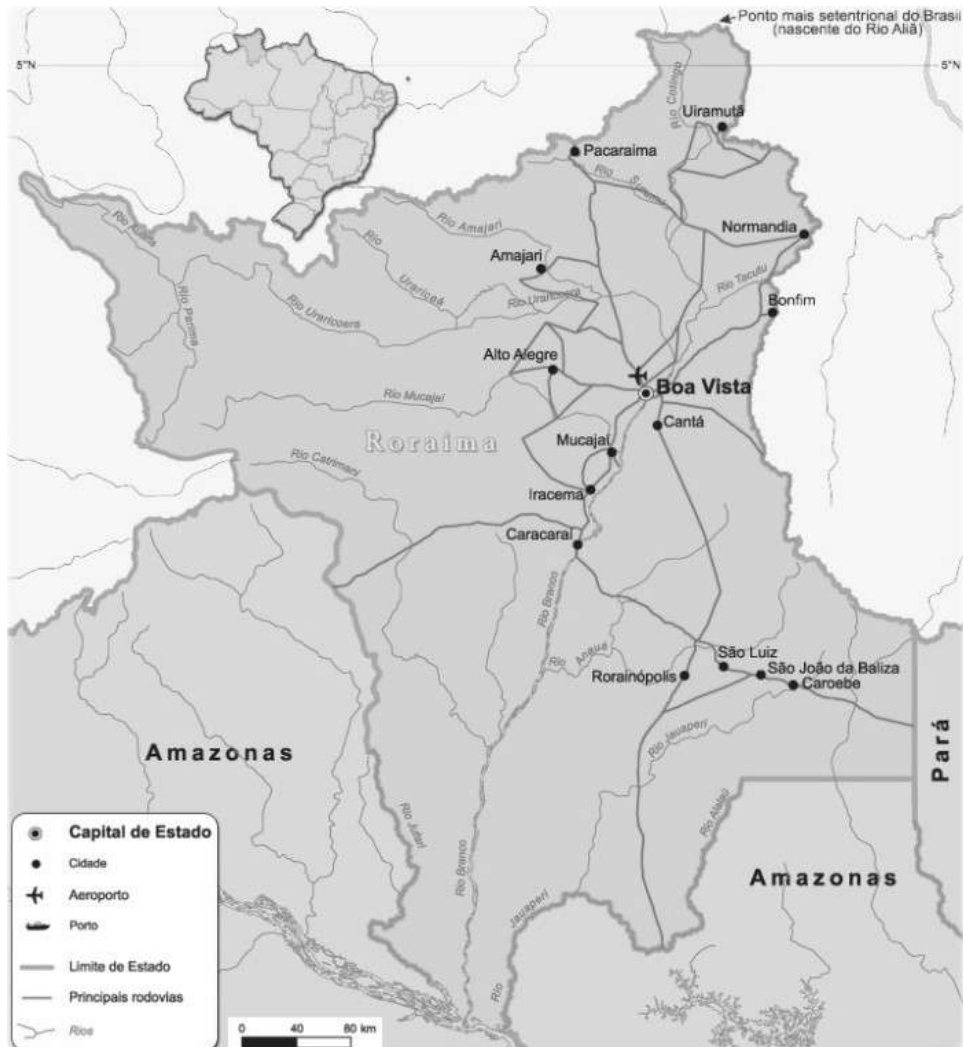 Ponto mais setentrional do Brasil
(nascente do Rio Ailã)
5°N
5°N
Rio Cotingo
Uiramutã
Pacaraima
Rio Surumu
Normandia
Rio Amajari
Rio
Uraricaá
Amajari
Rio Tacutu
Rio Parima
Rio Uraricoera
Rio Uraricoera
Bonfim
Alto Alegre
Boa Vista
Rio Mucajaí
Cantá
Roraima
Mucajaí
Rio Catrimani
Iracema
Caracaraí
Rio Branco
Rio Anauá
São Luiz
São João da Baliza
Rorainópolis
Caroebe
Rio Jauaperi
Amazonas
Pará
Rio Jufari
Rio Alalaú
Rio Branco
Amazonas
Jauaperi
Rio
Capital de Estado
Cidade
Aeroporto
Porto
Limite de Estado
Principais rodovias
Rios
0 40 80 km